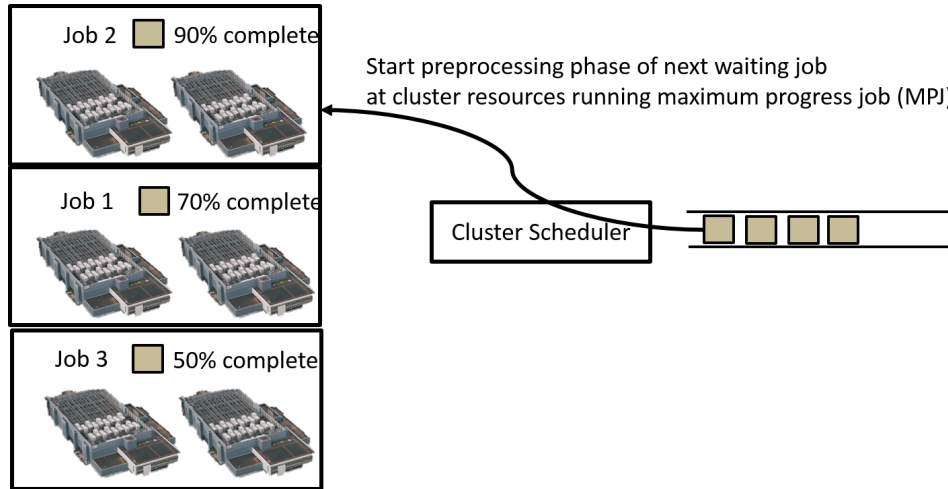 Job 2 90% complete
Start preprocessing phase of next waiting job
at cluster resources running maximum progress job (MPJ)
Job 1 70% complete
Cluster Scheduler
Job 3 50% complete